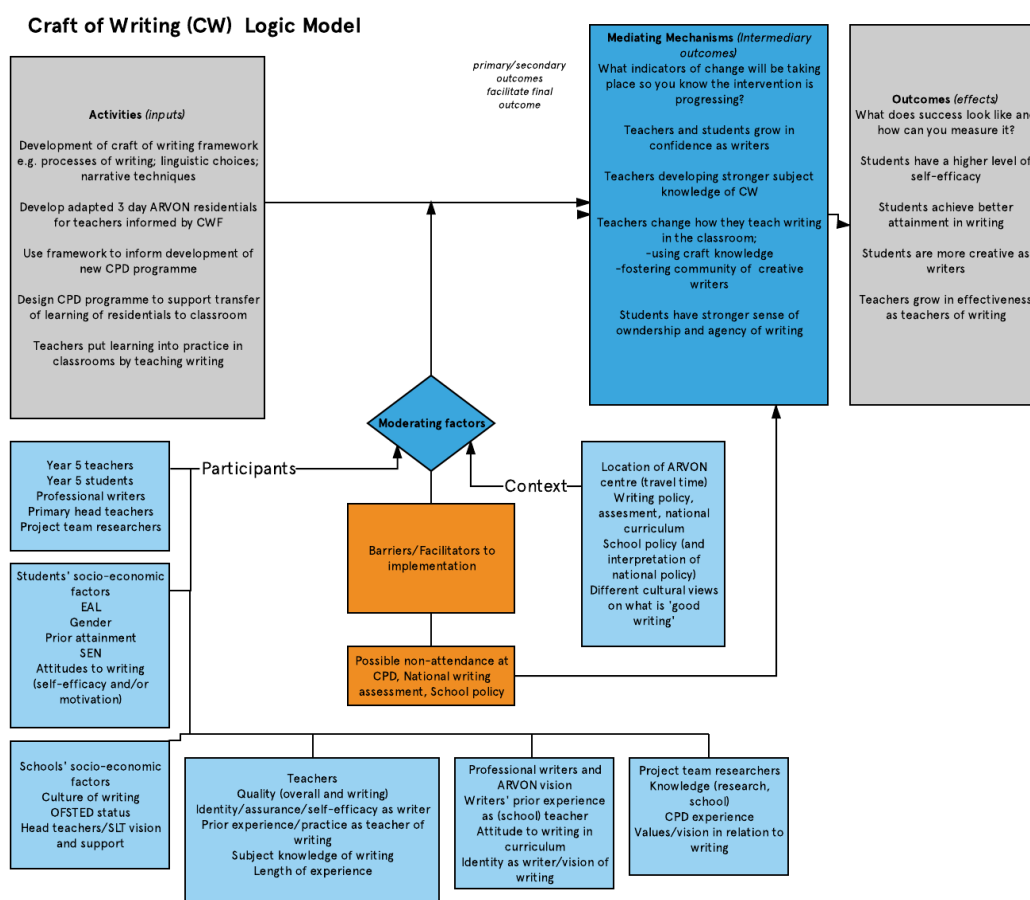 Craft of Writing (CW) Logic Model
Activities (inputs)
Development of craft of writing framework
e.g. processes of writing; linguistic choices;
narrative techniques
Develop adapted 3 day ARVON residentials
for teachers informed by CWF
Use framework to inform development of
new CPD programme
Design CPD programme to support transfer
of learning of residentials to classroom
Teachers put learning into practice in
classrooms by teaching writing
primary/secondary
outcomes
facilitate final
outcome
Mediating Mechanisms (Intermediary
outcomes)
What indicators of change will be taking
place so you know the intervention is
progressing?
Teachers and students grow in
confidence as writers
Teachers developing stronger subject
knowledge of CW
Teachers change how they teach writing
in the classroom;
-using craft knowledge
-fostering community of creative
writers
Students have stronger sense of
owndership and agency of writing
Outcomes (effects)
What does success look like and
how can you measure it?
Students have a higher level of
self-efficacy
Students achieve better
attainment in writing
Students are more creative as
writers
Teachers grow in effectiveness
as teachers of writing
Moderating factors
Participants
Context
Year 5 teachers
Year 5 students
Professional writers
Primary head teachers
Project team researchers
Barriers/Facilitators to
implementation
Location of ARVON
centre (travel time)
Writing policy,
assesment, national
curriculum
School policy (and
interpretation of
national policy)
Different cultural views
on what is 'good
writing'
Students' socio-economic
factors
EAL
Gender
Prior attainment
SEN
Attitudes to writing
(self-efficacy and/or
motivation)
Possible non-attendance at
CPD, National writing
assessment, School policy
Schools' socio-economic
factors
Culture of writing
OFSTED status
Head teachers/SLT vision
and support
Teachers
Quality (overall and writing)
Identity/assurance/self-efficacy as writer
Prior experience/practice as teacher of
writing
Subject knowledge of writing
Length of experience
Professional writers and
ARVON vision
Writers' prior experience
as (school) teacher
Attitude to writing in
curriculum
Identity as writer/vision of
writing
Project team researchers
Knowledge (research,
school)
CPD experience
Values/vision in relation to
writing